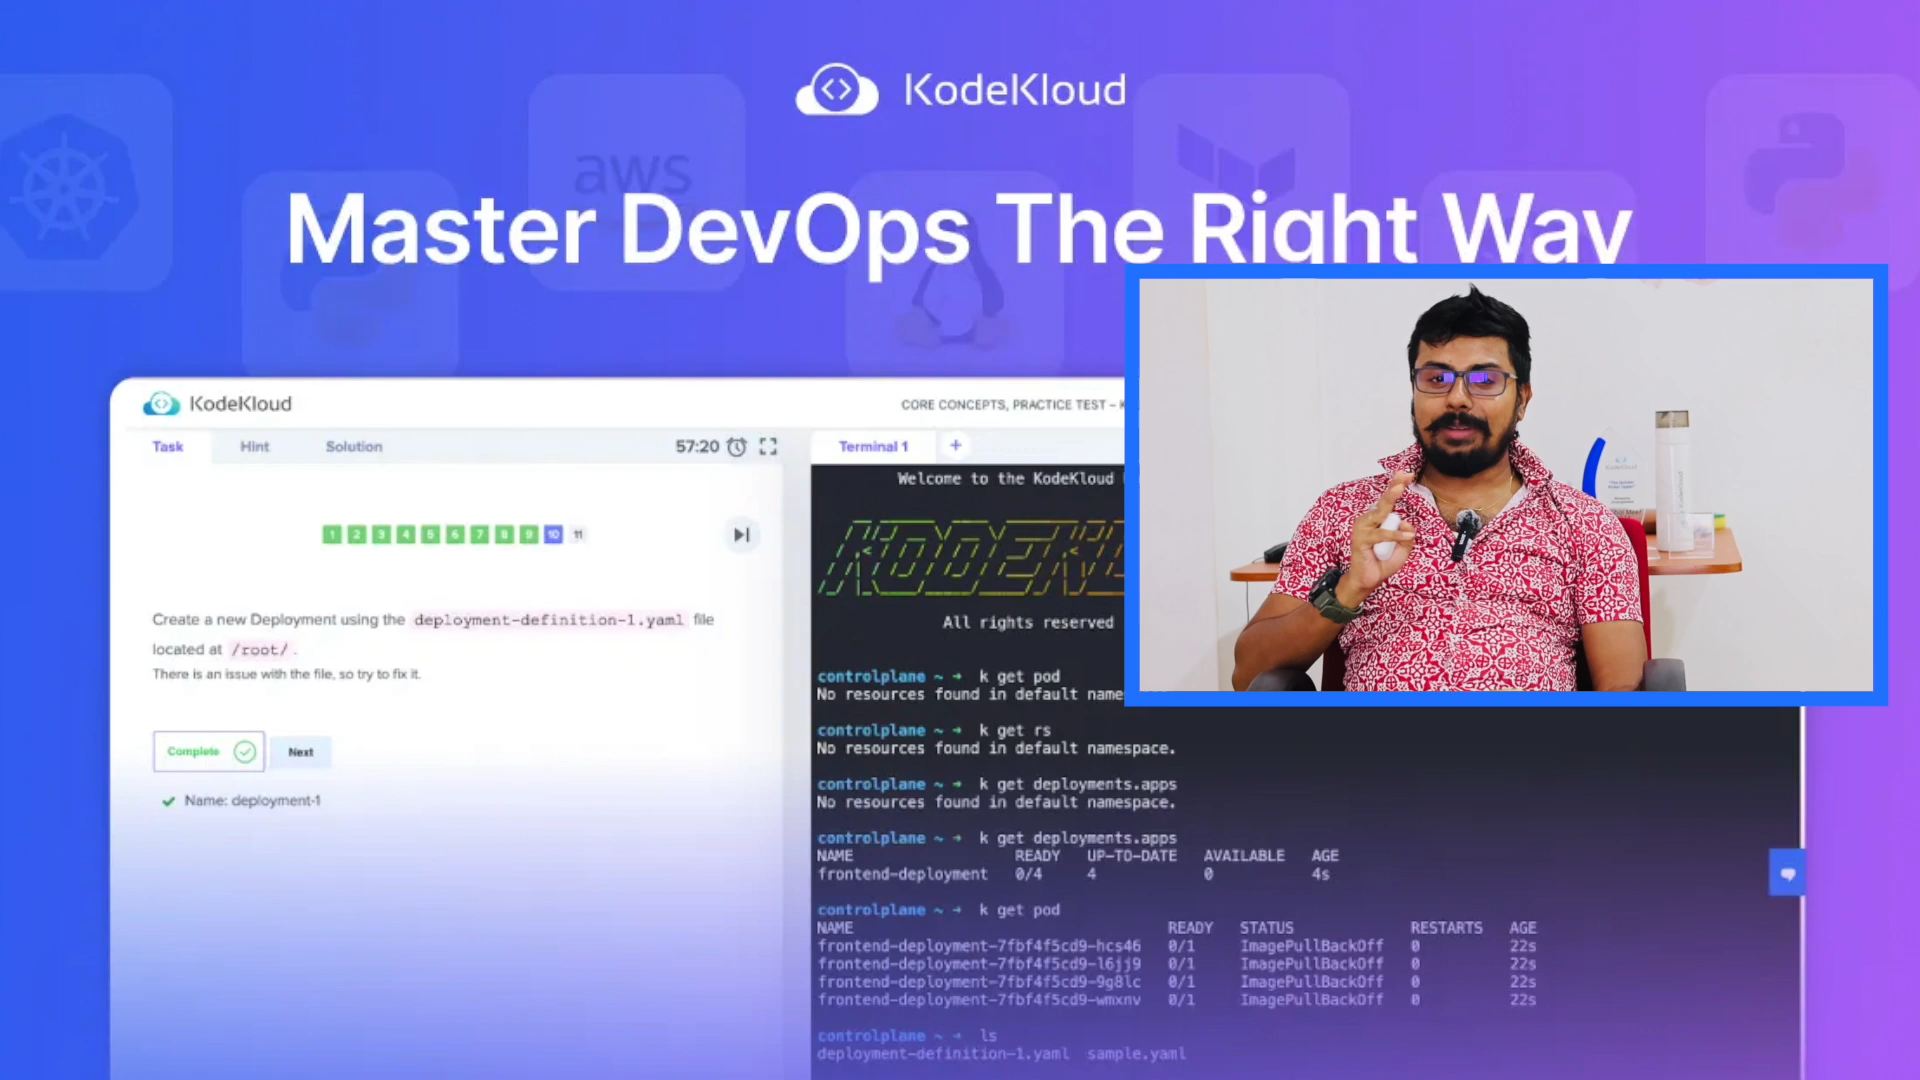 KodeKloud
aws
Master DevOps The Right Way
KodeKloud
CORE CONCEPTS, PRACTICE TEST –
Task
Hint
Solution
57:20
Terminal 1
+
1 2 3 4 5 6 7 8 9 10 11
Create a new Deployment using the deployment-definition-1.yaml file
located at /root/ .
There is an issue with the file, so try to fix it.
Complete
Next
Name: deployment-1
Welcome to the KodeKloud
All rights reserved
controlplane ~ ➜ k get pod
No resources found in default
controlplane ~ ➜ k get rs
No resources found in default namespace.
controlplane ~ ➜ k get deployments.apps
No resources found in default namespace.
controlplane ~ ➜ k get deployments.apps
NAME READY UP-TO-DATE AVAILABLE AGE
frontend-deployment 0/4 4 0 4s
controlplane ~ ➜ k get pod
NAME READY STATUS RESTARTS AGE
frontend-deployment-7fbf4f5cd9-hcs46 0/1 ImagePullBackOff 0 22s
frontend-deployment-7fbf4f5cd9-l6jj9 0/1 ImagePullBackOff 0 22s
frontend-deployment-7fbf4f5cd9-9g8lc 0/1 ImagePullBackOff 0 22s
frontend-deployment-7fbf4f5cd9-wmxnv 0/1 ImagePullBackOff 0 22s
controlplane ~ ➜ ls
deployment-definition-1.yaml sample.yaml